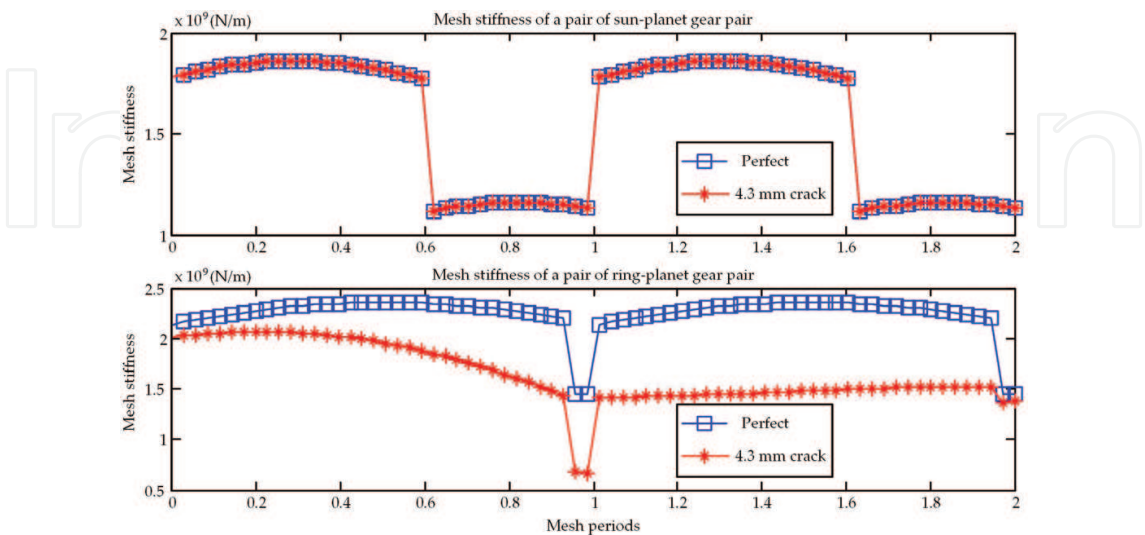 Mesh stiffness of a pair of sun-planet gear pair
x 10⁹ (N/m)
2
1.5
1
Mesh stiffness
Perfect
4.3 mm crack
0 0.2 0.4 0.6 0.8 1 1.2 1.4 1.6 1.8 2
Mesh stiffness of a pair of ring-planet gear pair
x 10⁹ (N/m)
2.5
2
1.5
1
0.5
Mesh stiffness
Perfect
4.3 mm crack
0 0.2 0.4 0.6 0.8 1 1.2 1.4 1.6 1.8 2
Mesh periods